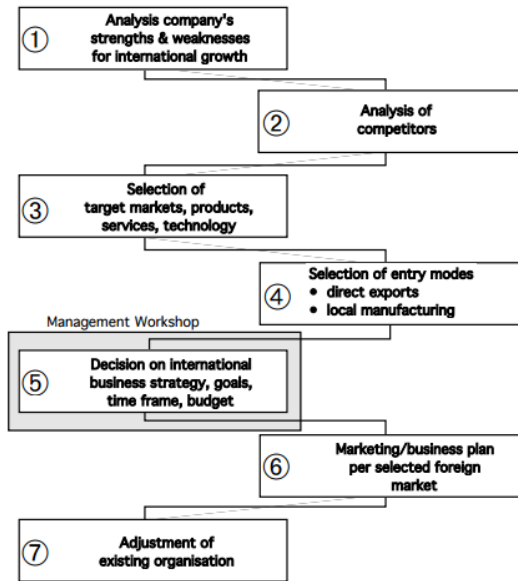 ① Analysis company's
strengths & weaknesses
for international growth
② Analysis of
competitors
③ Selection of
target markets, products,
services, technology
④ Selection of entry modes
• direct exports
• local manufacturing
Management Workshop
⑤ Decision on international
business strategy, goals,
time frame, budget
⑥ Marketing/business plan
per selected foreign
market
⑦ Adjustment of
existing organisation